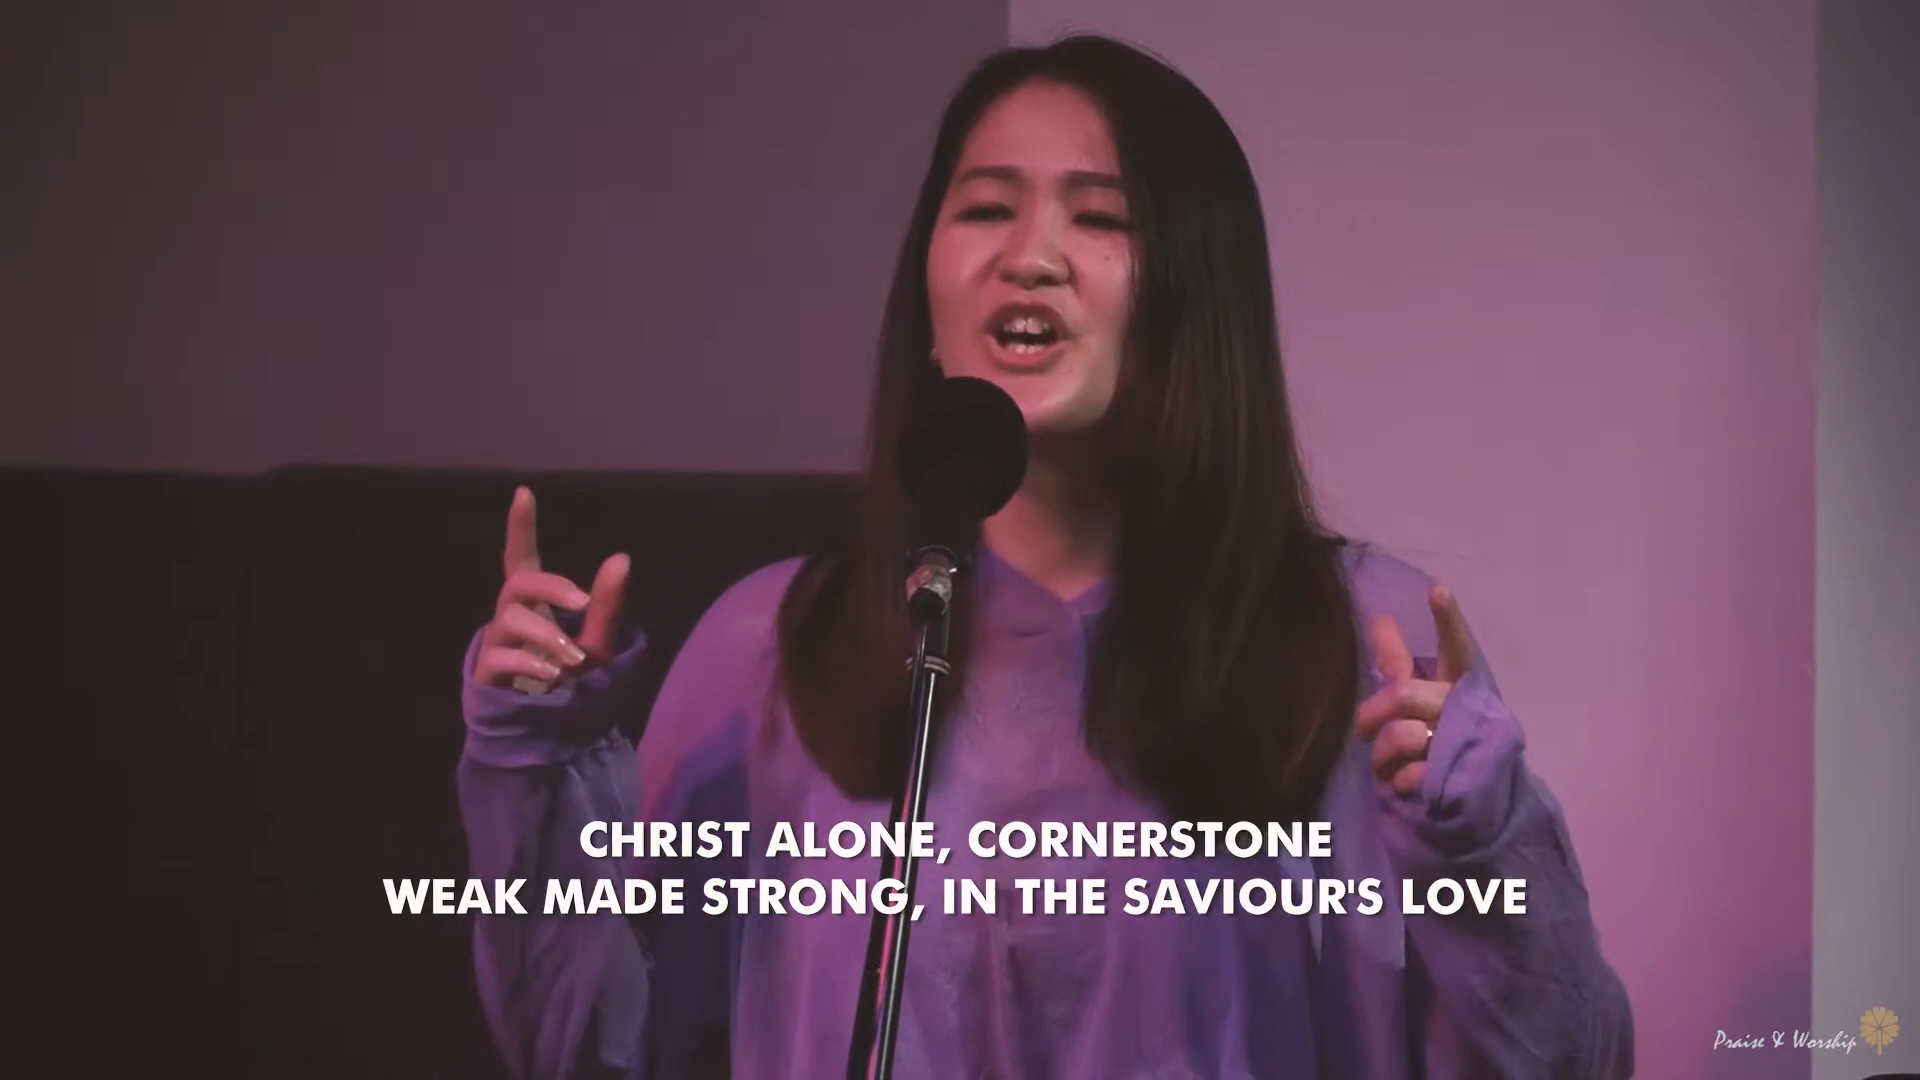 CHRIST ALONE, CORNERSTONE
WEAK MADE STRONG, IN THE SAVIOUR'S LOVE
Praise & Worship